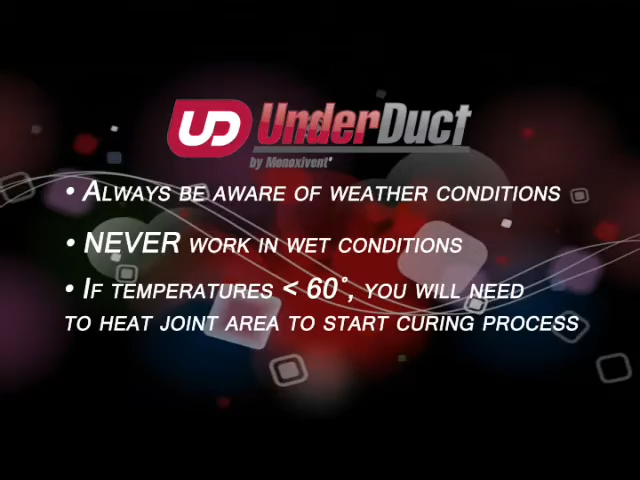 UD UnderDuct
by Monoxivent®
• ALWAYS BE AWARE OF WEATHER CONDITIONS
• NEVER WORK IN WET CONDITIONS
• IF TEMPERATURES < 60°, YOU WILL NEED
TO HEAT JOINT AREA TO START CURING PROCESS